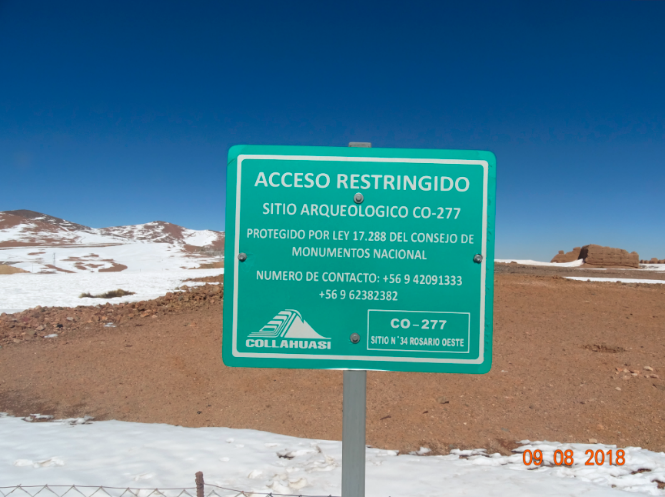 ACCESO RESTRINGIDO
SITIO ARQUEOLOGICO CO-277
PROTEGIDO POR LEY 17.288 DEL CONSEJO DE
MONUMENTOS NACIONAL
NUMERO DE CONTACTO: +56 9 42091333
+56 9 62382382
COLLAHUASI
CO-277
SITIO N°34 ROSARIO OESTE
09.08.2018